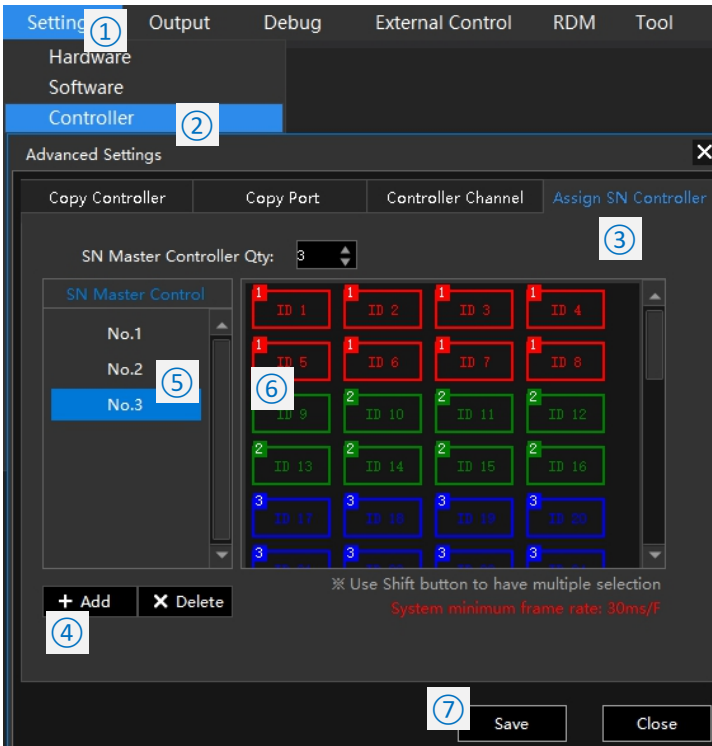 Setting ① Output Debug External Control RDM Tool
Hardware
Software
Controller ②
Advanced Settings X
Copy Controller Copy Port Controller Channel Assign SN Controller
③
SN Master Controller Qty: 3
SN Master Control
No.1
No.2
No.3
⑤
1 ID 1 1 ID 2 1 ID 3 1 ID 4
1 ID 5 1 ID 6 1 ID 7 1 ID 8
⑥ ID 9 2 ID 10 2 ID 11 2 ID 12
2 ID 13 2 ID 14 2 ID 15 2 ID 16
3 ID 17 3 ID 18 3 ID 19 3 ID 20
3 3 3 3
※ Use Shift button to have multiple selection
+ Add X Delete
System minimum frame rate: 30ms/F
④
⑦ Save Close